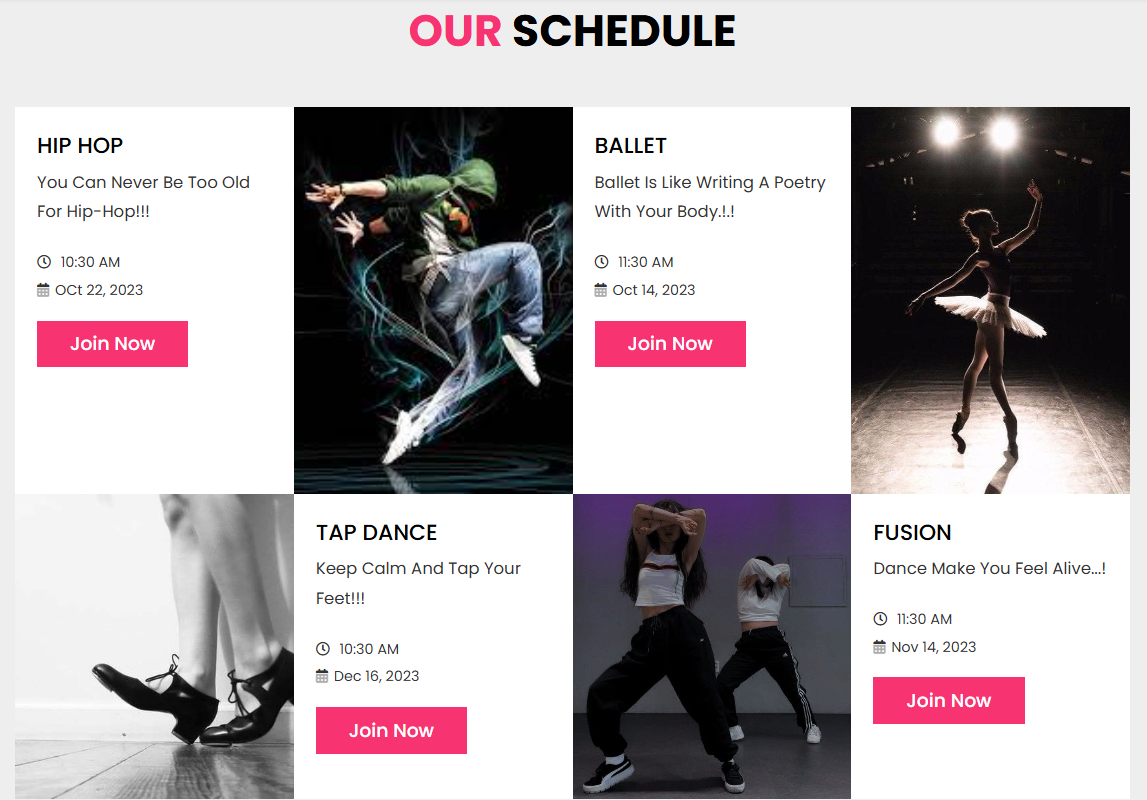 OUR SCHEDULE
HIP HOP
You Can Never Be Too Old
For Hip-Hop!!!
10:30 AM
OCt 22, 2023
Join Now
BALLET
Ballet Is Like Writing A Poetry
With Your Body.!.!
11:30 AM
Oct 14, 2023
Join Now
TAP DANCE
Keep Calm And Tap Your
Feet!!!
10:30 AM
Dec 16, 2023
Join Now
FUSION
Dance Make You Feel Alive...!
11:30 AM
Nov 14, 2023
Join Now